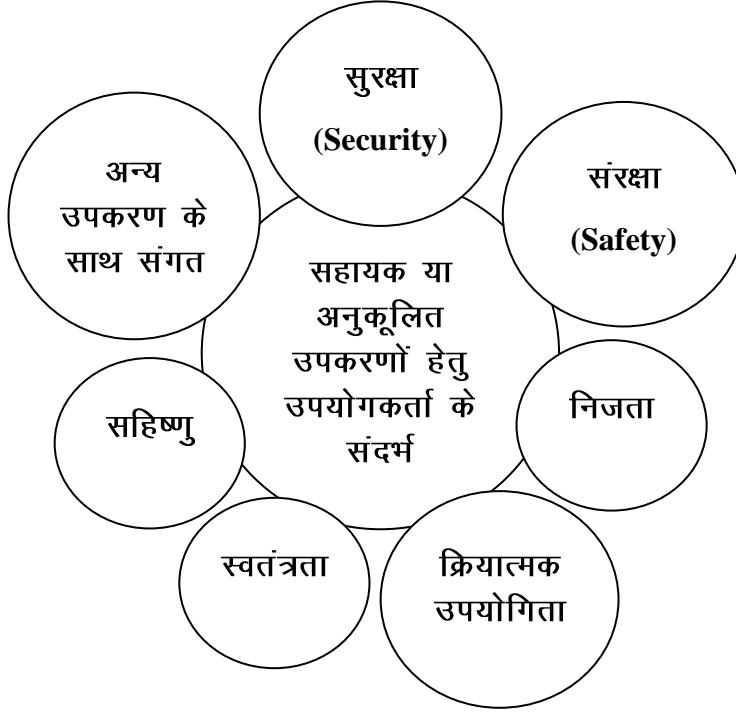 सुरक्षा
(Security)
संरक्षा
(Safety)
निजता
क्रियात्मक
उपयोगिता
स्वतंत्रता
सहिष्णु
अन्य
उपकरण के
साथ संगत
सहायक या
अनुकूलित
उपकरणों हेतु
उपयोगकर्ता के
संदर्भ